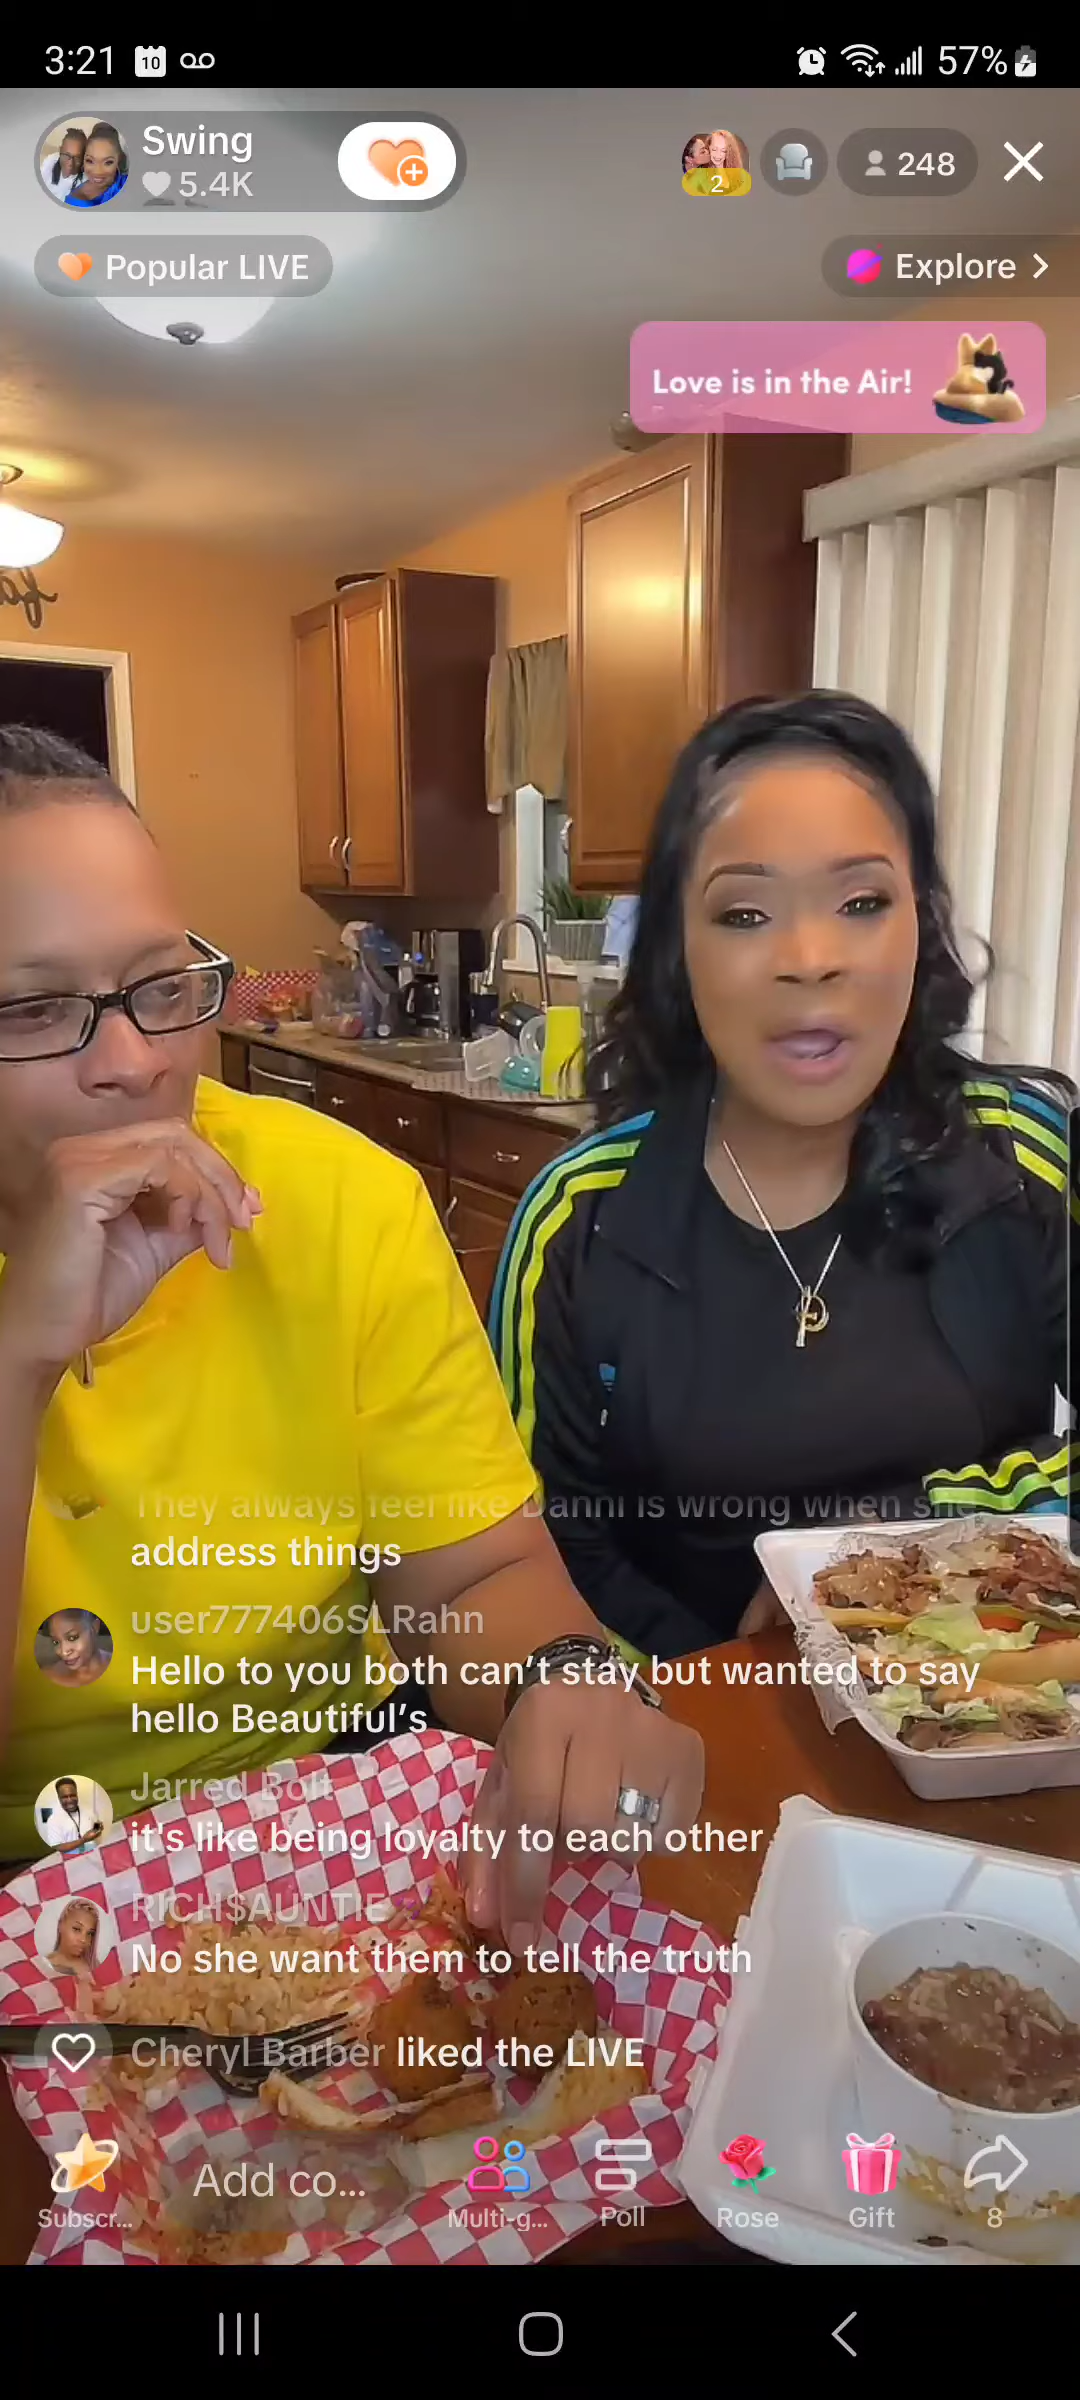 3:21
10
57%
Swing
5.4K
2
248
Popular LIVE
Explore
Love is in the Air!
They always feel like Danni is wrong when she
address things
user777406SLRahn
Hello to you both can't stay but wanted to say
hello Beautiful's
Jarred Bolt
it's like being loyalty to each other
RICH$AUNTIE
No she want them to tell the truth
Cheryl Barber liked the LIVE
Add co...
Subscr...
Multi-g...
Poll
Rose
Gift
8